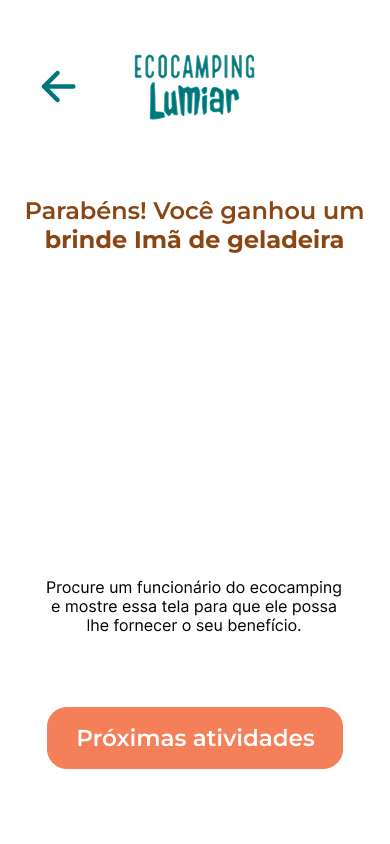 ECOCAMPING
Lumiar
Parabéns! Você ganhou um
brinde Imã de geladeira
Procure um funcionário do ecocamping
e mostre essa tela para que ele possa
lhe fornecer o seu benefício.
Próximas atividades